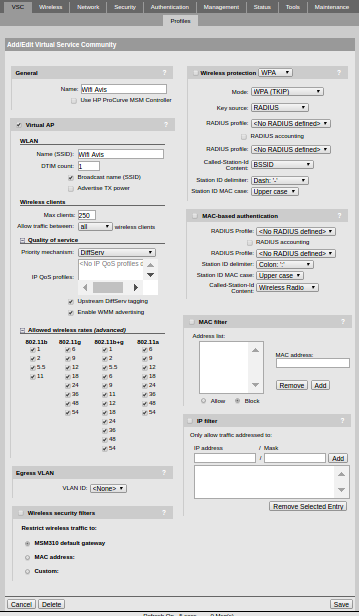 VSC Wireless Network Security Authentication Management Status Tools Maintenance
Profiles
Add/Edit Virtual Service Community
General ?
Name: Wifi Avis
Use HP ProCurve MSM Controller
Virtual AP ?
WLAN
Name (SSID): Wifi Avis
DTIM count: 1
Broadcast name (SSID)
Advertise TX power
Wireless clients
Max clients: 250
Allow traffic between: all wireless clients
Quality of service
Priority mechanism: DiffServ
IP QoS profiles: <No IP QoS profiles d
Upstream DiffServ tagging
Enable WMM advertising
Allowed wireless rates (advanced)
802.11b 802.11g 802.11b+g 802.11a
1 6 1 6
2 9 2 9
5.5 12 5.5 12
11 18 6 18
24 9 24
36 11 36
48 12 48
54 18 54
24
36
48
54
Egress VLAN ?
VLAN ID: <None>
Wireless security filters ?
Restrict wireless traffic to:
MSM310 default gateway
MAC address:
Custom:
Wireless protection WPA ?
Mode: WPA (TKIP)
Key source: RADIUS
RADIUS profile: <No RADIUS defined>
RADIUS accounting
RADIUS profile: <No RADIUS defined>
Called-Station-Id Content: BSSID
Station ID delimiter: Dash: '-'
Station ID MAC case: Upper case
MAC-based authentication ?
RADIUS Profile: <No RADIUS defined>
RADIUS accounting
RADIUS Profile: <No RADIUS defined>
Station ID delimiter: Colon: ':'
Station ID MAC case: Upper case
Called-Station-Id Content: Wireless Radio
MAC filter ?
Address list:
MAC address:
Remove Add
Allow Block
IP filter ?
Only allow traffic addressed to:
IP address / Mask
/ Add
Remove Selected Entry
Cancel Delete Save